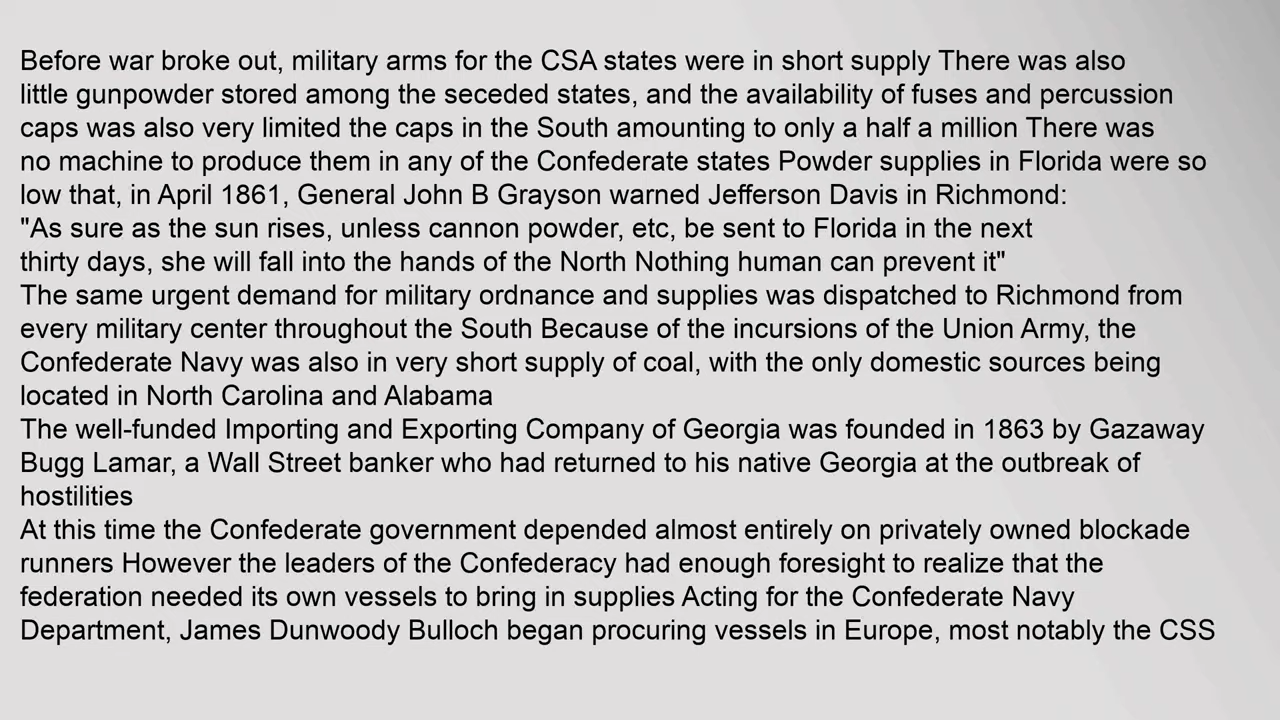 Before war broke out, military arms for the CSA states were in short supply There was also
little gunpowder stored among the seceded states, and the availability of fuses and percussion
caps was also very limited the caps in the South amounting to only a half a million There was
no machine to produce them in any of the Confederate states Powder supplies in Florida were so
low that, in April 1861, General John B Grayson warned Jefferson Davis in Richmond:
"As sure as the sun rises, unless cannon powder, etc, be sent to Florida in the next
thirty days, she will fall into the hands of the North Nothing human can prevent it"
The same urgent demand for military ordnance and supplies was dispatched to Richmond from
every military center throughout the South Because of the incursions of the Union Army, the
Confederate Navy was also in very short supply of coal, with the only domestic sources being
located in North Carolina and Alabama
The well-funded Importing and Exporting Company of Georgia was founded in 1863 by Gazaway
Bugg Lamar, a Wall Street banker who had returned to his native Georgia at the outbreak of
hostilities
At this time the Confederate government depended almost entirely on privately owned blockade
runners However the leaders of the Confederacy had enough foresight to realize that the
federation needed its own vessels to bring in supplies Acting for the Confederate Navy
Department, James Dunwoody Bulloch began procuring vessels in Europe, most notably the CSS